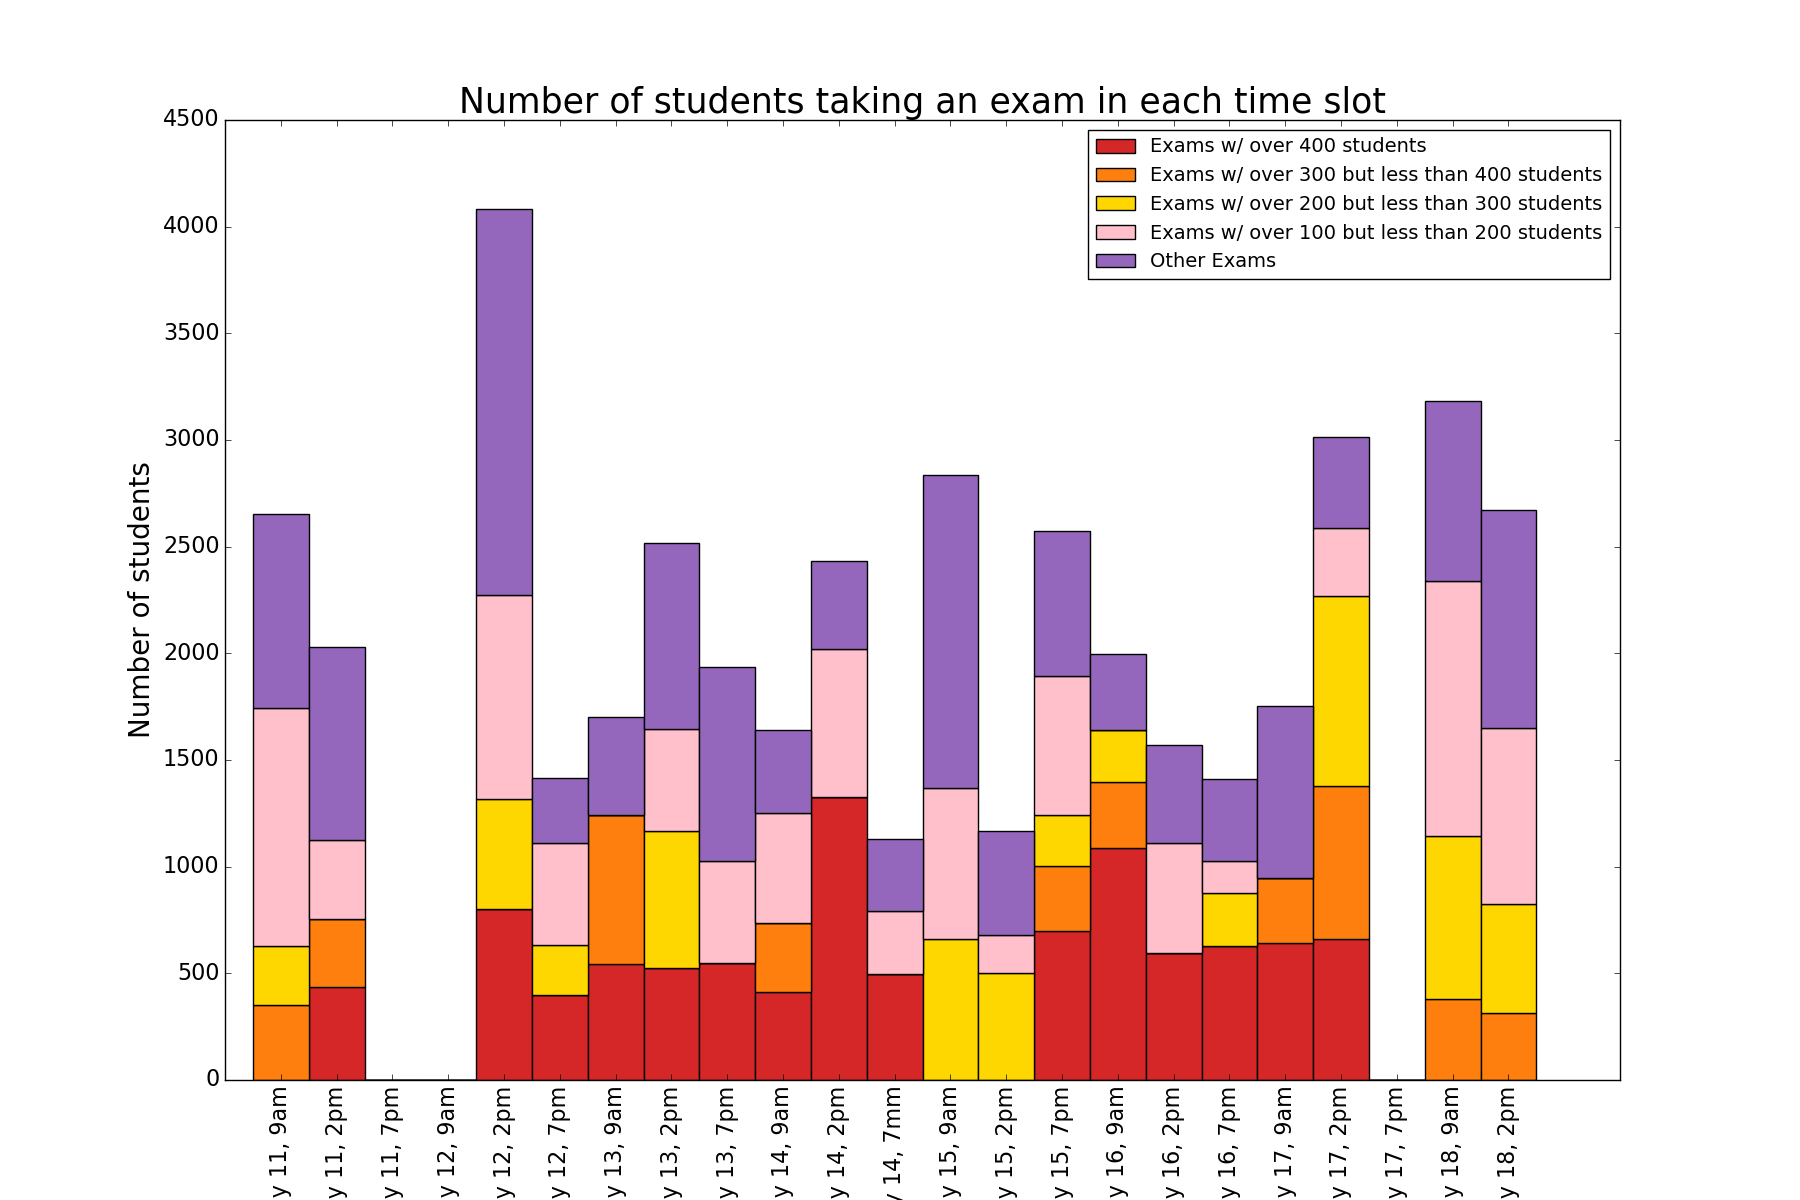 Number of students taking an exam in each time slot
Exams w/ over 400 students
Exams w/ over 300 but less than 400 students
Exams w/ over 200 but less than 300 students
Exams w/ over 100 but less than 200 students
Other Exams
Number of students
4500
4000
3500
3000
2500
2000
1500
1000
500
0
y 11, 9am
y 11, 2pm
y 11, 7pm
y 12, 9am
y 12, 2pm
y 12, 7pm
y 13, 9am
y 13, 2pm
y 13, 7pm
y 14, 9am
y 14, 2pm
y 14, 7mm
y 15, 9am
y 15, 2pm
y 15, 7pm
y 16, 9am
y 16, 2pm
y 16, 7pm
y 17, 9am
y 17, 2pm
y 17, 7pm
y 18, 9am
y 18, 2pm